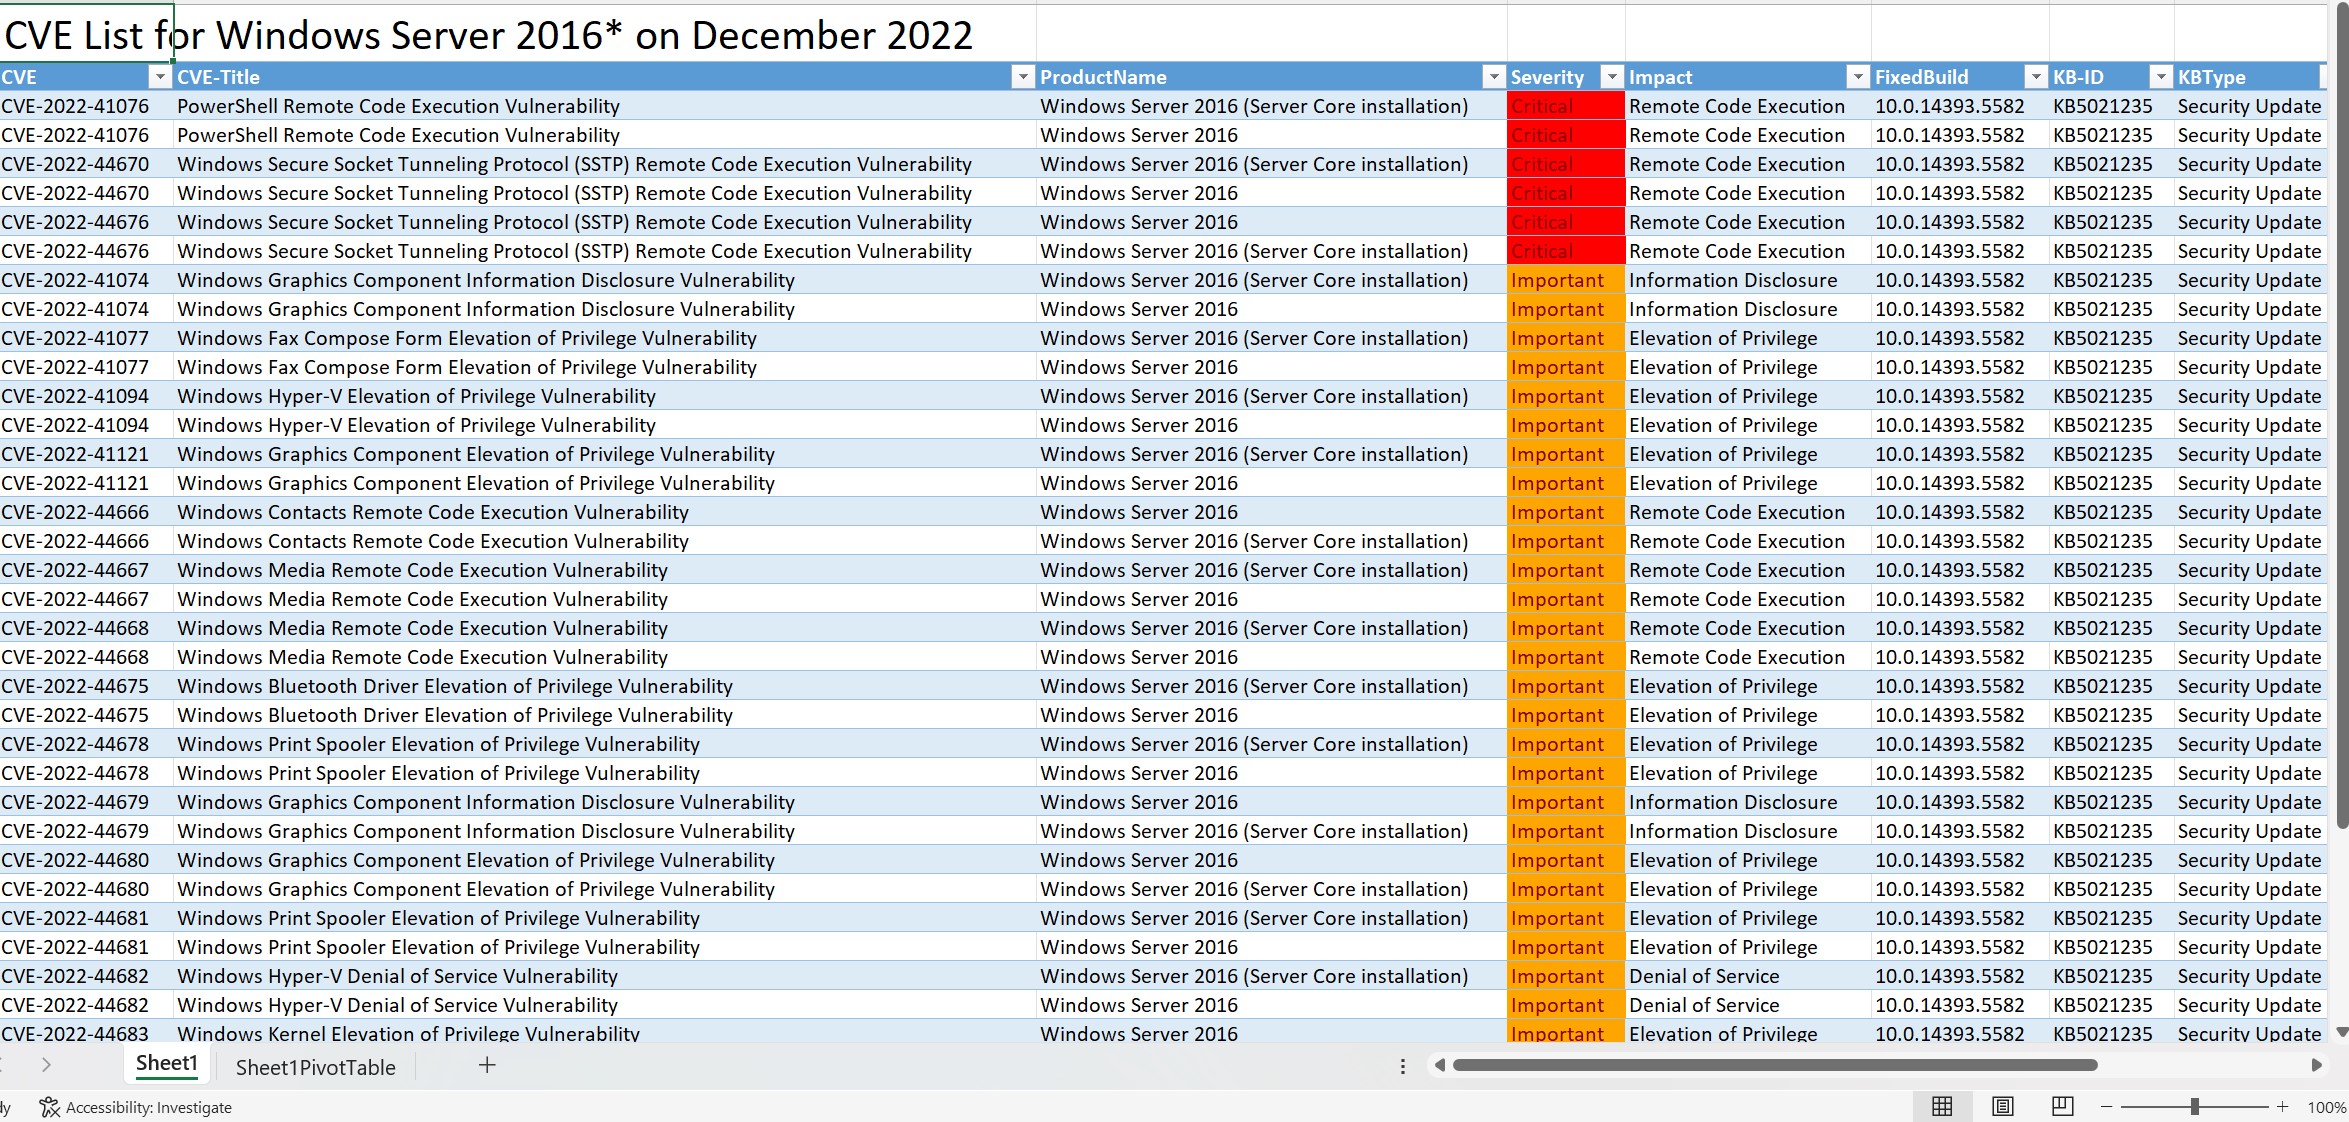 CVE List for Windows Server 2016* on December 2022
CVE CVE-Title ProductName Severity Impact FixedBuild KB-ID KBType
CVE-2022-41076 PowerShell Remote Code Execution Vulnerability Windows Server 2016 (Server Core installation) Critical Remote Code Execution 10.0.14393.5582 KB5021235 Security Update
CVE-2022-41076 PowerShell Remote Code Execution Vulnerability Windows Server 2016 Critical Remote Code Execution 10.0.14393.5582 KB5021235 Security Update
CVE-2022-44670 Windows Secure Socket Tunneling Protocol (SSTP) Remote Code Execution Vulnerability Windows Server 2016 (Server Core installation) Critical Remote Code Execution 10.0.14393.5582 KB5021235 Security Update
CVE-2022-44670 Windows Secure Socket Tunneling Protocol (SSTP) Remote Code Execution Vulnerability Windows Server 2016 Critical Remote Code Execution 10.0.14393.5582 KB5021235 Security Update
CVE-2022-44676 Windows Secure Socket Tunneling Protocol (SSTP) Remote Code Execution Vulnerability Windows Server 2016 Critical Remote Code Execution 10.0.14393.5582 KB5021235 Security Update
CVE-2022-44676 Windows Secure Socket Tunneling Protocol (SSTP) Remote Code Execution Vulnerability Windows Server 2016 (Server Core installation) Critical Remote Code Execution 10.0.14393.5582 KB5021235 Security Update
CVE-2022-41074 Windows Graphics Component Information Disclosure Vulnerability Windows Server 2016 (Server Core installation) Important Information Disclosure 10.0.14393.5582 KB5021235 Security Update
CVE-2022-41074 Windows Graphics Component Information Disclosure Vulnerability Windows Server 2016 Important Information Disclosure 10.0.14393.5582 KB5021235 Security Update
CVE-2022-41077 Windows Fax Compose Form Elevation of Privilege Vulnerability Windows Server 2016 (Server Core installation) Important Elevation of Privilege 10.0.14393.5582 KB5021235 Security Update
CVE-2022-41077 Windows Fax Compose Form Elevation of Privilege Vulnerability Windows Server 2016 Important Elevation of Privilege 10.0.14393.5582 KB5021235 Security Update
CVE-2022-41094 Windows Hyper-V Elevation of Privilege Vulnerability Windows Server 2016 (Server Core installation) Important Elevation of Privilege 10.0.14393.5582 KB5021235 Security Update
CVE-2022-41094 Windows Hyper-V Elevation of Privilege Vulnerability Windows Server 2016 Important Elevation of Privilege 10.0.14393.5582 KB5021235 Security Update
CVE-2022-41121 Windows Graphics Component Elevation of Privilege Vulnerability Windows Server 2016 (Server Core installation) Important Elevation of Privilege 10.0.14393.5582 KB5021235 Security Update
CVE-2022-41121 Windows Graphics Component Elevation of Privilege Vulnerability Windows Server 2016 Important Elevation of Privilege 10.0.14393.5582 KB5021235 Security Update
CVE-2022-44666 Windows Contacts Remote Code Execution Vulnerability Windows Server 2016 Important Remote Code Execution 10.0.14393.5582 KB5021235 Security Update
CVE-2022-44666 Windows Contacts Remote Code Execution Vulnerability Windows Server 2016 (Server Core installation) Important Remote Code Execution 10.0.14393.5582 KB5021235 Security Update
CVE-2022-44667 Windows Media Remote Code Execution Vulnerability Windows Server 2016 (Server Core installation) Important Remote Code Execution 10.0.14393.5582 KB5021235 Security Update
CVE-2022-44667 Windows Media Remote Code Execution Vulnerability Windows Server 2016 Important Remote Code Execution 10.0.14393.5582 KB5021235 Security Update
CVE-2022-44668 Windows Media Remote Code Execution Vulnerability Windows Server 2016 (Server Core installation) Important Remote Code Execution 10.0.14393.5582 KB5021235 Security Update
CVE-2022-44668 Windows Media Remote Code Execution Vulnerability Windows Server 2016 Important Remote Code Execution 10.0.14393.5582 KB5021235 Security Update
CVE-2022-44675 Windows Bluetooth Driver Elevation of Privilege Vulnerability Windows Server 2016 (Server Core installation) Important Elevation of Privilege 10.0.14393.5582 KB5021235 Security Update
CVE-2022-44675 Windows Bluetooth Driver Elevation of Privilege Vulnerability Windows Server 2016 Important Elevation of Privilege 10.0.14393.5582 KB5021235 Security Update
CVE-2022-44678 Windows Print Spooler Elevation of Privilege Vulnerability Windows Server 2016 (Server Core installation) Important Elevation of Privilege 10.0.14393.5582 KB5021235 Security Update
CVE-2022-44678 Windows Print Spooler Elevation of Privilege Vulnerability Windows Server 2016 Important Elevation of Privilege 10.0.14393.5582 KB5021235 Security Update
CVE-2022-44679 Windows Graphics Component Information Disclosure Vulnerability Windows Server 2016 Important Information Disclosure 10.0.14393.5582 KB5021235 Security Update
CVE-2022-44679 Windows Graphics Component Information Disclosure Vulnerability Windows Server 2016 (Server Core installation) Important Information Disclosure 10.0.14393.5582 KB5021235 Security Update
CVE-2022-44680 Windows Graphics Component Elevation of Privilege Vulnerability Windows Server 2016 Important Elevation of Privilege 10.0.14393.5582 KB5021235 Security Update
CVE-2022-44680 Windows Graphics Component Elevation of Privilege Vulnerability Windows Server 2016 (Server Core installation) Important Elevation of Privilege 10.0.14393.5582 KB5021235 Security Update
CVE-2022-44681 Windows Print Spooler Elevation of Privilege Vulnerability Windows Server 2016 (Server Core installation) Important Elevation of Privilege 10.0.14393.5582 KB5021235 Security Update
CVE-2022-44681 Windows Print Spooler Elevation of Privilege Vulnerability Windows Server 2016 Important Elevation of Privilege 10.0.14393.5582 KB5021235 Security Update
CVE-2022-44682 Windows Hyper-V Denial of Service Vulnerability Windows Server 2016 (Server Core installation) Important Denial of Service 10.0.14393.5582 KB5021235 Security Update
CVE-2022-44682 Windows Hyper-V Denial of Service Vulnerability Windows Server 2016 Important Denial of Service 10.0.14393.5582 KB5021235 Security Update
CVE-2022-44683 Windows Kernel Elevation of Privilege Vulnerability Windows Server 2016 Important Elevation of Privilege 10.0.14393.5582 KB5021235 Security Update
Sheet1 Sheet1PivotTable
Accessibility: Investigate 100%